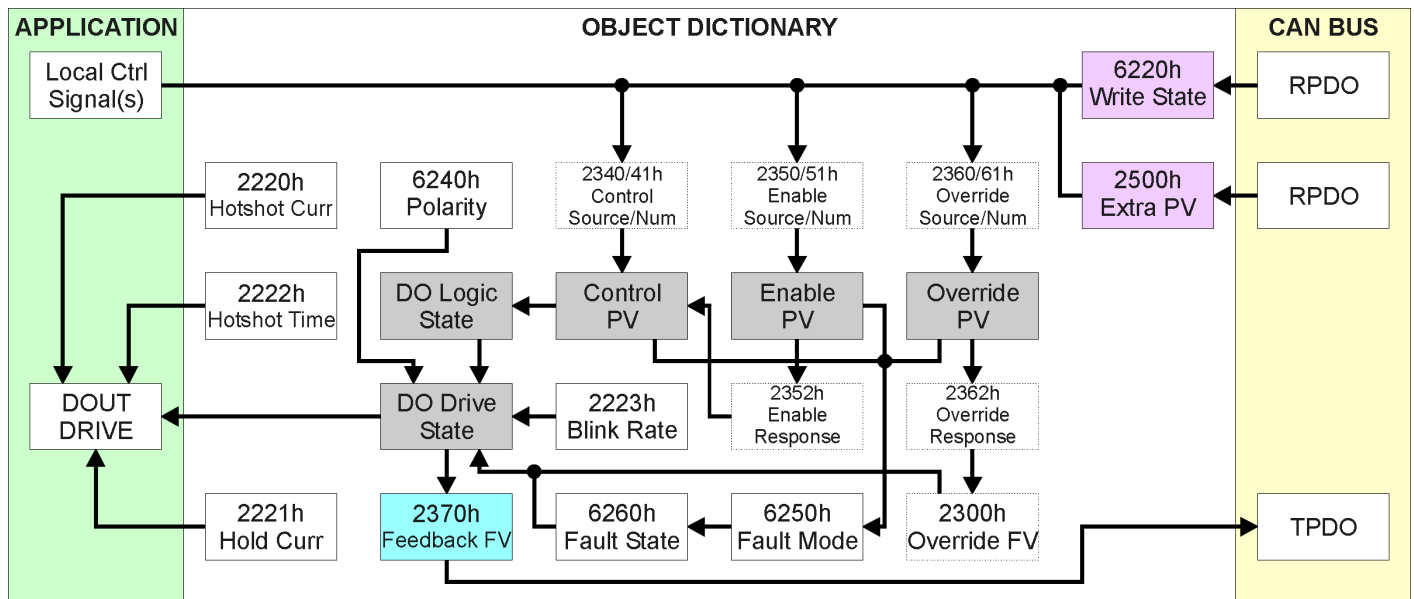 APPLICATION
OBJECT DICTIONARY
CAN BUS
Local Ctrl
Signal(s)
6220h
Write State
RPDO
2220h
Hotshot Curr
6240h
Polarity
2340/41h
Control
Source/Num
2350/51h
Enable
Source/Num
2360/61h
Override
Source/Num
2500h
Extra PV
RPDO
2222h
Hotshot Time
DO Logic
State
Control
PV
Enable
PV
Override
PV
DOUT
DRIVE
DO Drive
State
2223h
Blink Rate
2352h
Enable
Response
2362h
Override
Response
2221h
Hold Curr
2370h
Feedback FV
6260h
Fault State
6250h
Fault Mode
2300h
Override FV
TPDO